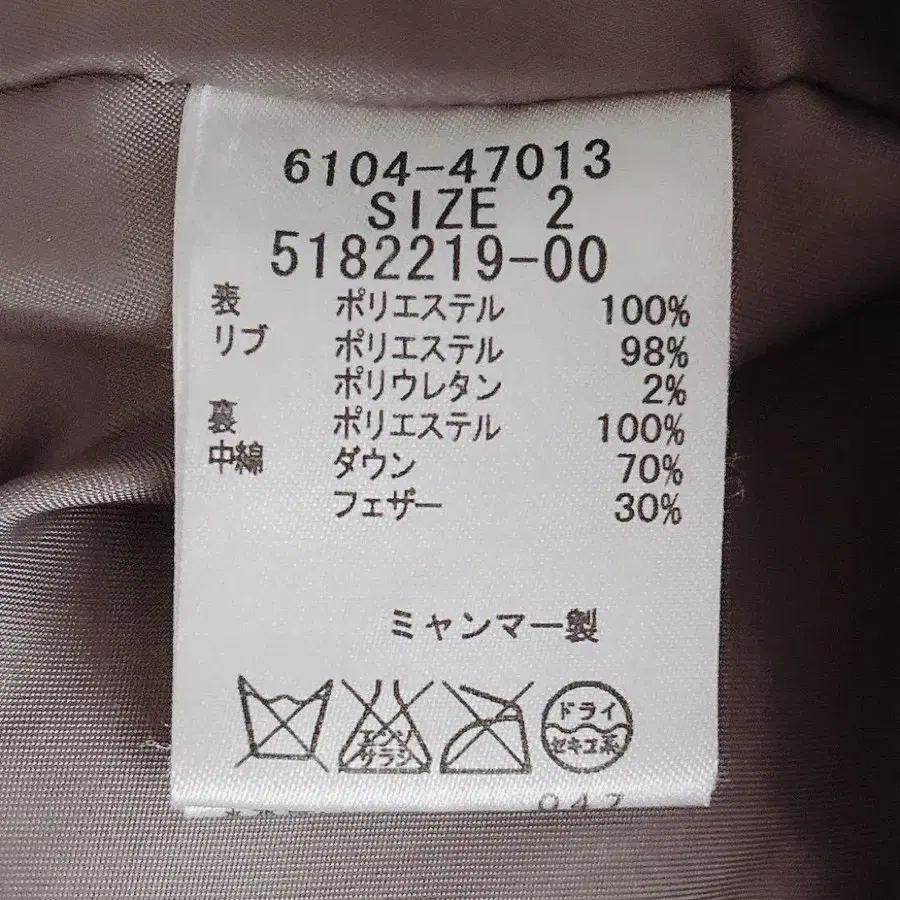 6104-47013
SIZE 2
5182219-00
表 ポリエステル 100%
リブ ポリエステル 98%
ポリウレタン 2%
裏 ポリエステル 100%
中綿 ダウン 70%
フェザー 30%
ミャンマー製
エンソ サラシ
ドライ
セキユ系
047